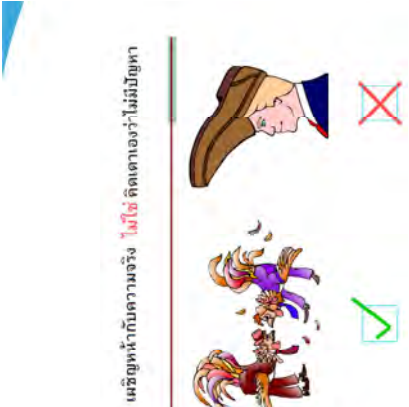 เผชิญหน้ากับความจริง ไม่ใช่ คิดเดาเองว่าไม่มีปัญหา